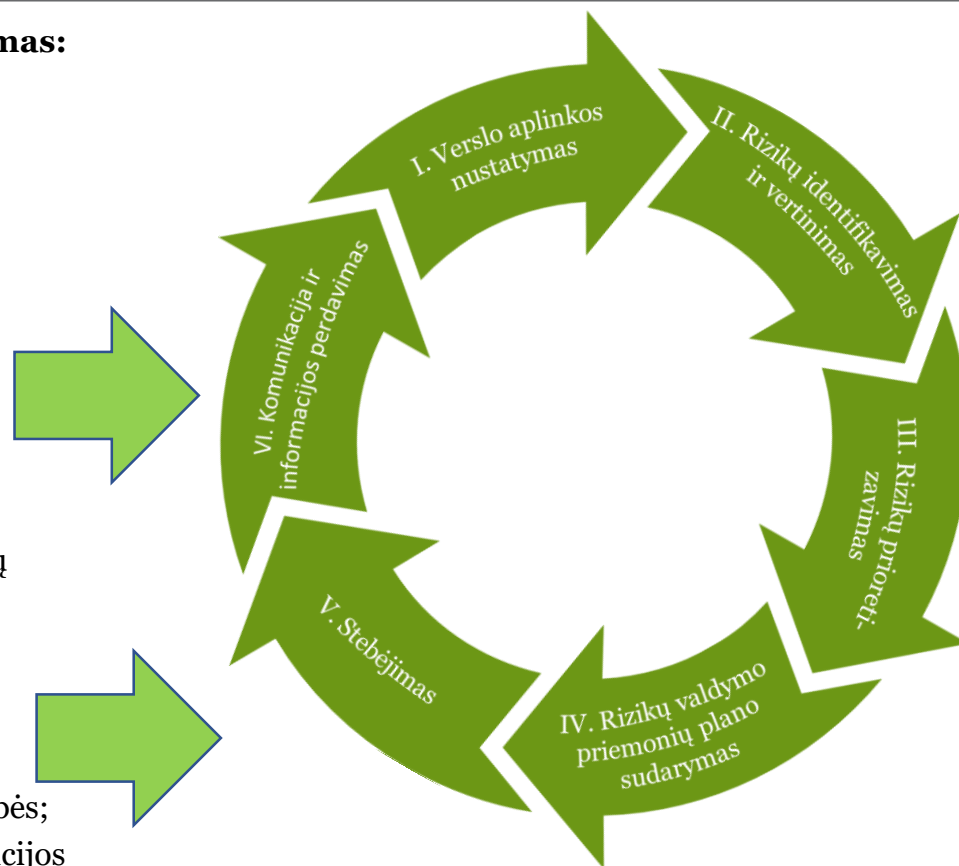 mas:
I. Verslo aplinkos
nustatymas
II. Rizikų identifikavimas
ir vertinimas
III. Rizikų prioreti-
zavimas
IV. Rizikų valdymo
priemonių plano
sudarymas
V. Stebėjimas
VI. Komunikacija ir
informacijos perdavimas
ų
ės;
cijos